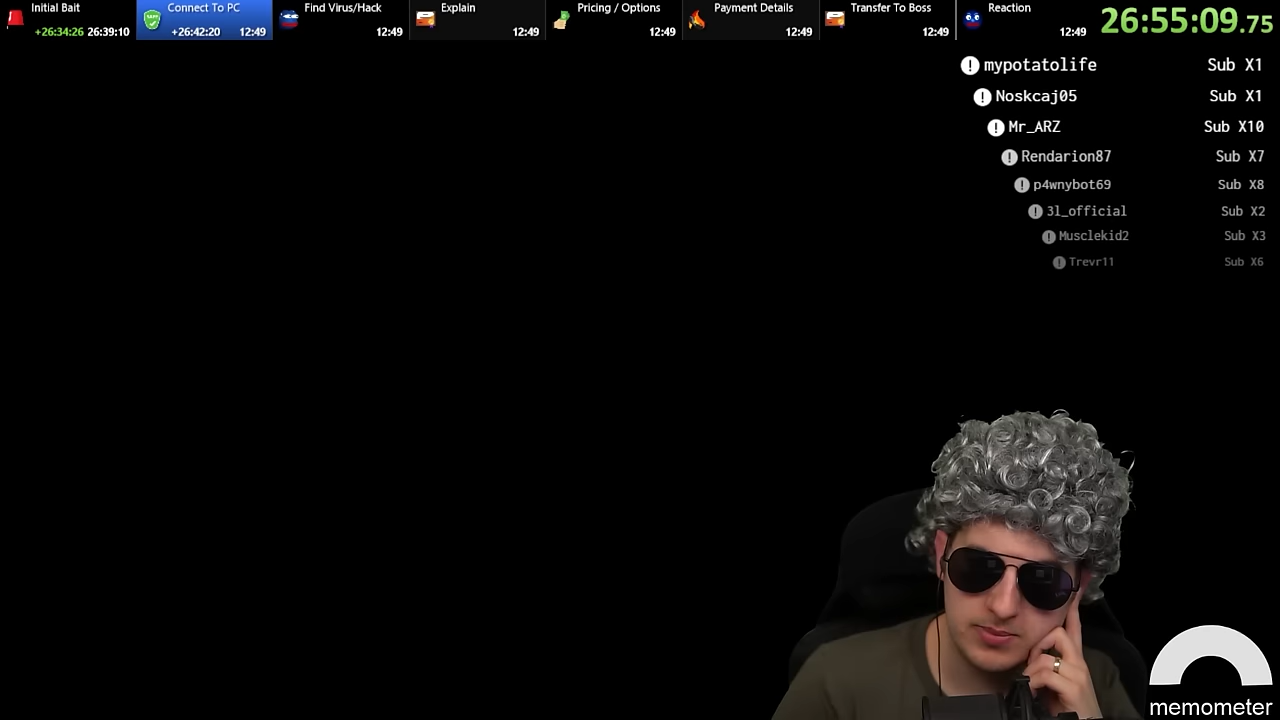 Initial Bait
+26:34:26 26:39:10
Connect To PC
+26:42:20 12:49
Find Virus/Hack
12:49
Explain
12:49
Pricing / Options
12:49
Payment Details
12:49
Transfer To Boss
12:49
Reaction
12:49
26:55:09.75
mypotatolife Sub X1
Noskcaj05 Sub X1
Mr_ARZ Sub X10
Rendarion87 Sub X7
p4wnybot69 Sub X8
3l_official Sub X2
Musclekid2 Sub X3
Trevr11 Sub X6
memometer